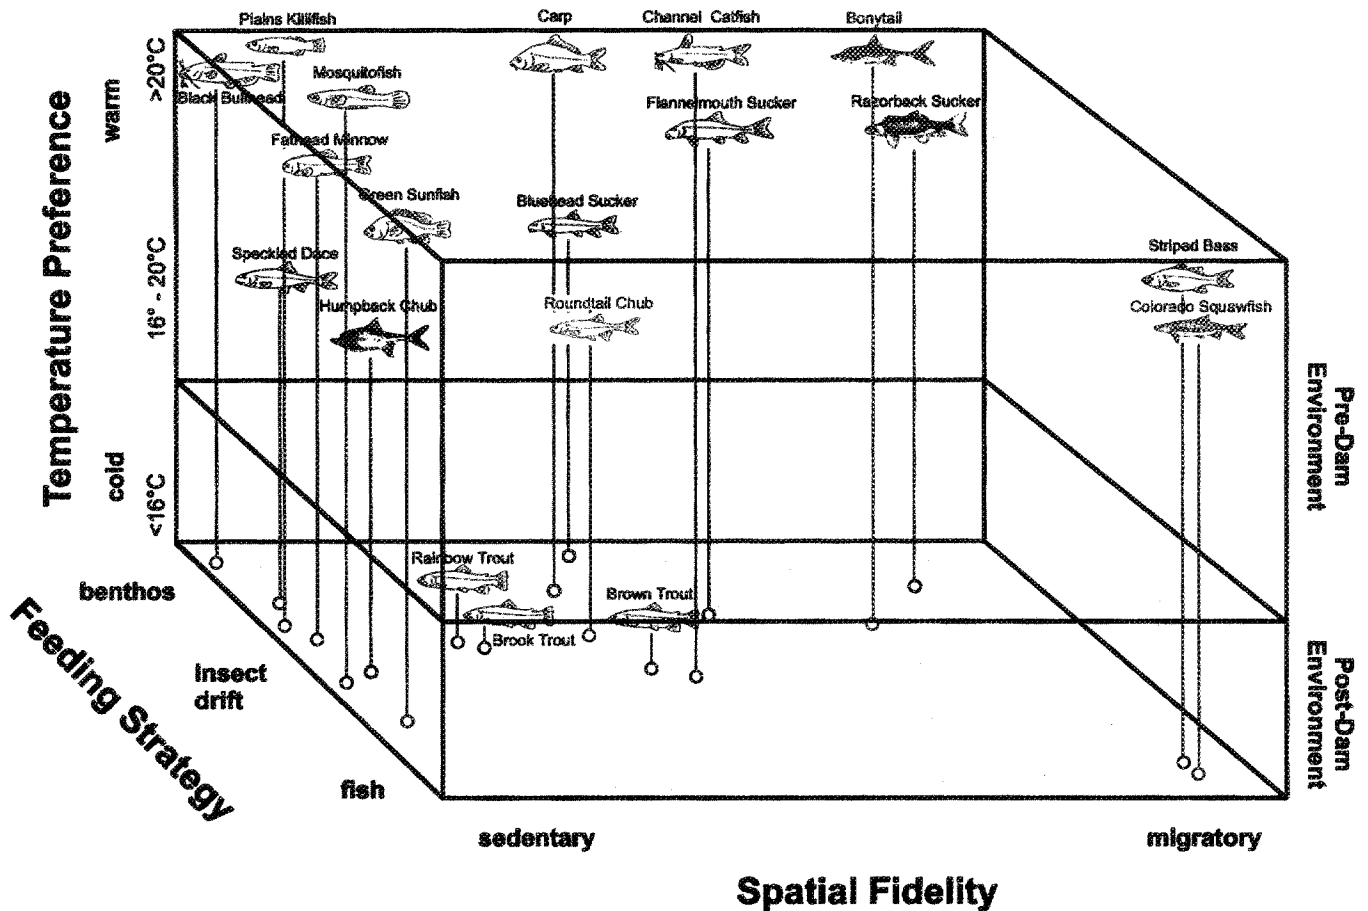 Plains Killifish
Carp
Channel Catfish
Bonytail
>20°C
warm
Black Bullhead
Mosquitofish
Flannelmouth Sucker
Razorback Sucker
Fathead Minnow
Green Sunfish
Bluehead Sucker
Temperature Preference
16° - 20°C
Speckled Dace
Striped Bass
Humpback Chub
Roundtail Chub
Colorado Squawfish
Pre-Dam
Environment
cold
<16°C
Rainbow Trout
benthos
Brown Trout
Brook Trout
Post-Dam
Environment
Insect
drift
Feeding Strategy
fish
sedentary
migratory
Spatial Fidelity